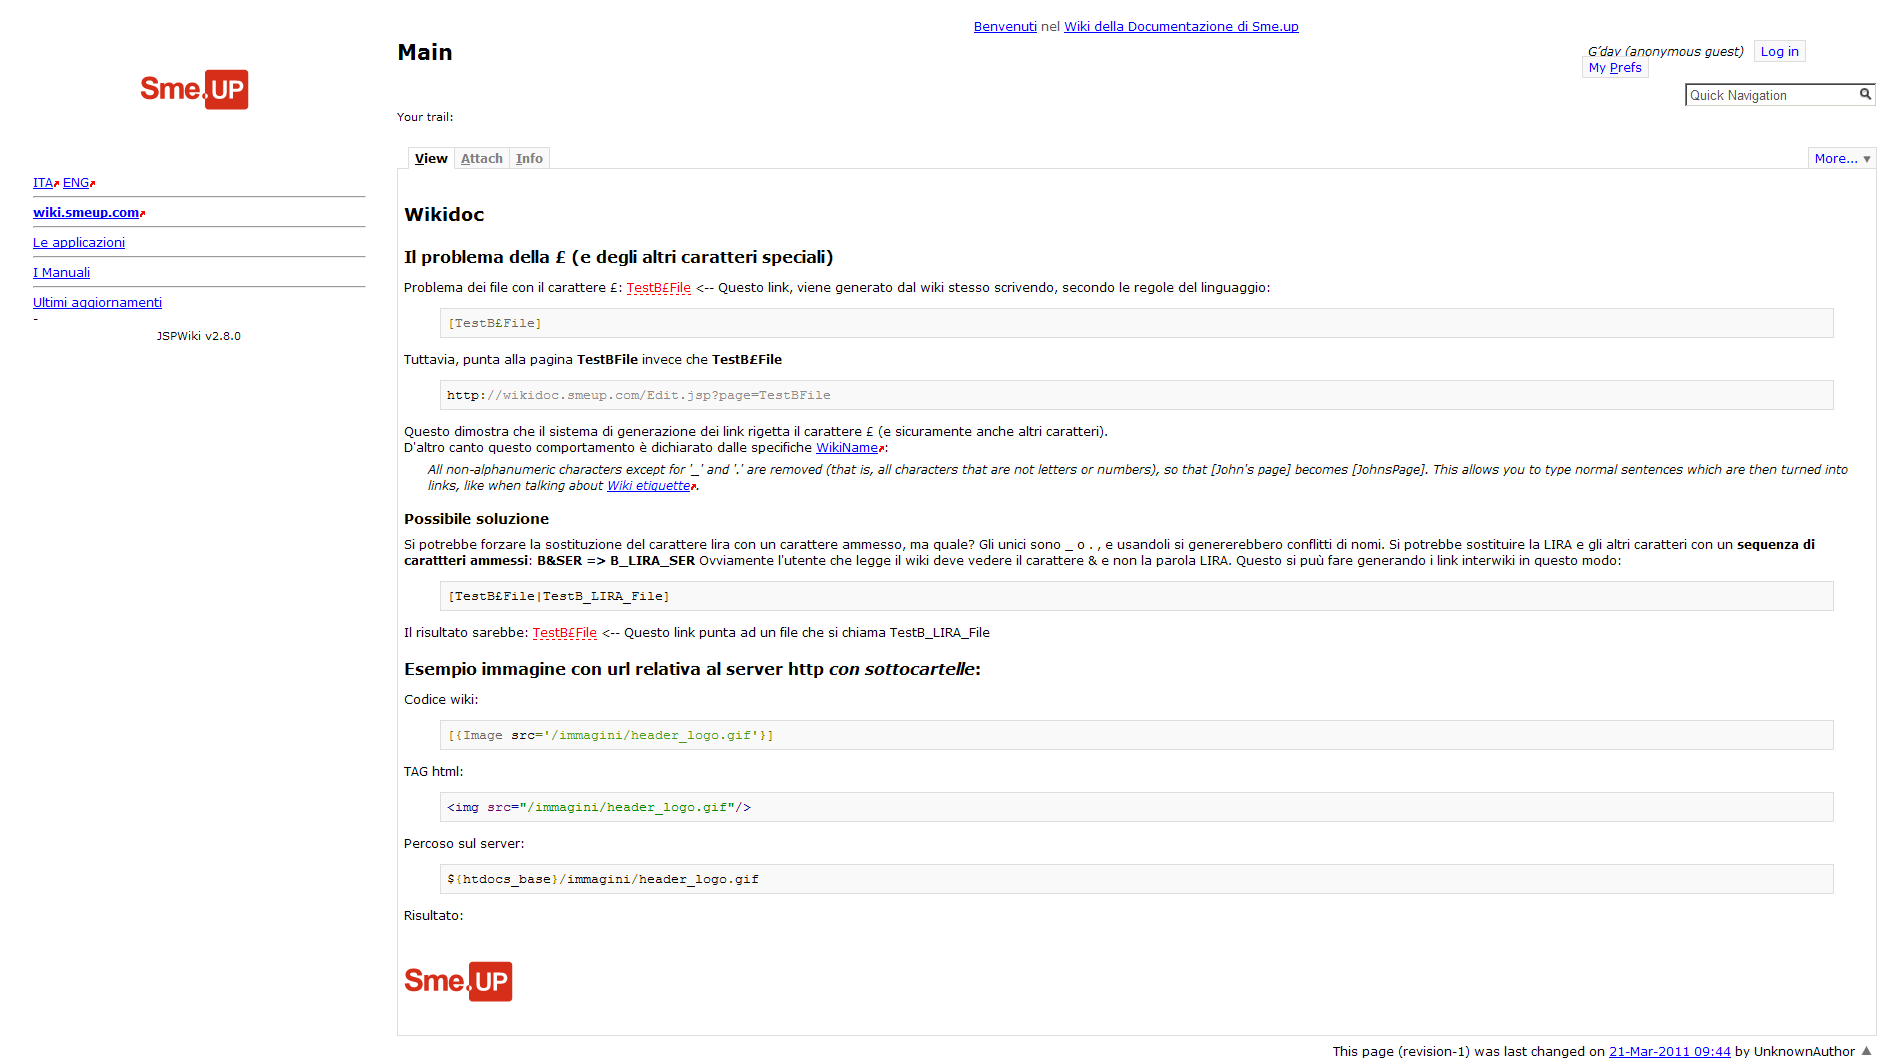 Benvenuti nel Wiki della Documentazione di Sme.up
Main
G'day (anonymous guest) Log in
My Prefs
Sme.UP
Quick Navigation
Your trail:
View Attach Info
More... ▼
ITA ENG
wiki.smeup.com
Le applicazioni
I Manuali
Ultimi aggiornamenti
-
JSPWiki v2.8.0
Wikidoc
Il problema della £ (e degli altri caratteri speciali)
Problema dei file con il carattere £: TestB£File <-- Questo link, viene generato dal wiki stesso scrivendo, secondo le regole del linguaggio:
[TestB£File]
Tuttavia, punta alla pagina TestBFile invece che TestB£File
http://wikidoc.smeup.com/Edit.jsp?page=TestBFile
Questo dimostra che il sistema di generazione dei link rigetta il carattere £ (e sicuramente anche altri caratteri).
D'altro canto questo comportamento è dichiarato dalle specifiche WikiName:
All non-alphanumeric characters except for '_' and '.' are removed (that is, all characters that are not letters or numbers), so that [John's page] becomes [JohnsPage]. This allows you to type normal sentences which are then turned into
links, like when talking about Wiki etiquette.
Possibile soluzione
Si potrebbe forzare la sostituzione del carattere lira con un carattere ammesso, ma quale? Gli unici sono _ o . , e usandoli si genererebbero conflitti di nomi. Si potrebbe sostituire la LIRA e gli altri caratteri con un sequenza di
carattteri ammessi: B&SER => B_LIRA_SER Ovviamente l'utente che legge il wiki deve vedere il carattere & e non la parola LIRA. Questo si può fare generando i link interwiki in questo modo:
[TestB£File|TestB_LIRA_File]
Il risultato sarebbe: TestB£File <-- Questo link punta ad un file che si chiama TestB_LIRA_File
Esempio immagine con url relativa al server http con sottocartelle:
Codice wiki:
[{Image src='/immagini/header_logo.gif'}]
TAG html:
<img src="/immagini/header_logo.gif"/>
Percoso sul server:
${htdocs_base}/immagini/header_logo.gif
Risultato:
Sme.UP
This page (revision-1) was last changed on 21-Mar-2011 09:44 by UnknownAuthor ▲